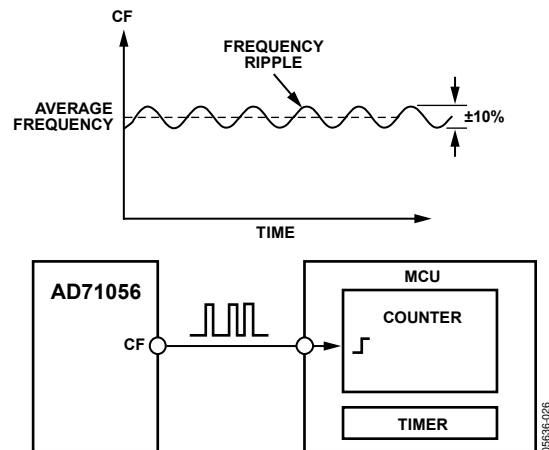 CF
FREQUENCY
RIPPLE
AVERAGE
FREQUENCY
±10%
TIME
AD71056
CF
MCU
COUNTER
TIMER
05636-026